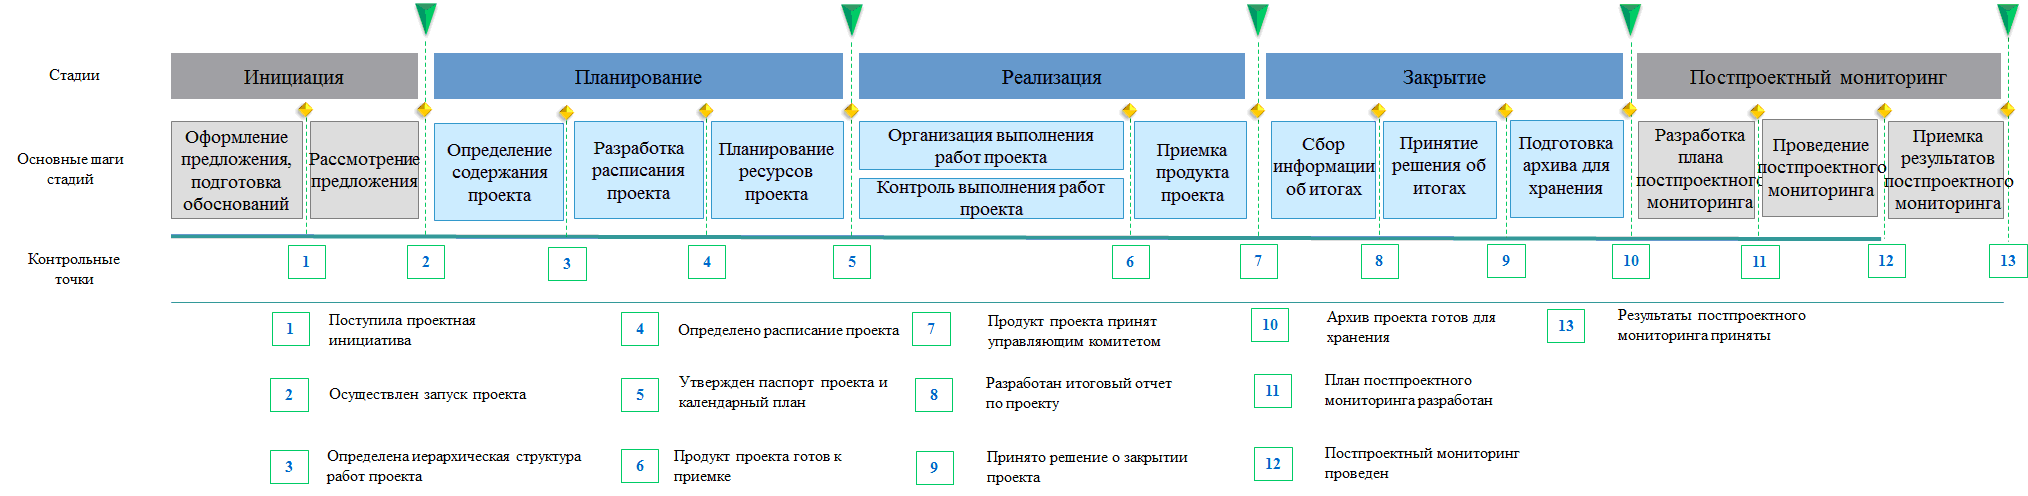 Стадии
Инициация
Планирование
Реализация
Закрытие
Постпроектный мониторинг
Основные шаги
стадий
Оформление
предложения,
подготовка
обоснований
Рассмотрение
предложения
Определение
содержания
проекта
Разработка
расписания
проекта
Планирование
ресурсов
проекта
Организация выполнения
работ проекта
Контроль выполнения работ
проекта
Приемка
продукта
проекта
Сбор
информации
об итогах
Принятие
решения об
итогах
Подготовка
архива для
хранения
Разработка
плана
постпроектного
мониторинга
Проведение
постпроектного
мониторинга
Приемка
результатов
постпроектного
мониторинга
Контрольные
точки
1
2
3
4
5
6
7
8
9
10
11
12
13
1
Поступила проектная
инициатива
2
Осуществлен запуск проекта
3
Определена иерархическая структура
работ проекта
4
Определено расписание проекта
5
Утвержден паспорт проекта и
календарный план
6
Продукт проекта готов к
приемке
7
Продукт проекта принят
управляющим комитетом
8
Разработан итоговый отчет
по проекту
9
Принято решение о закрытии
проекта
10
Архив проекта готов для
хранения
11
План постпроектного
мониторинга разработан
12
Постпроектный мониторинг
проведен
13
Результаты постпроектного
мониторинга приняты